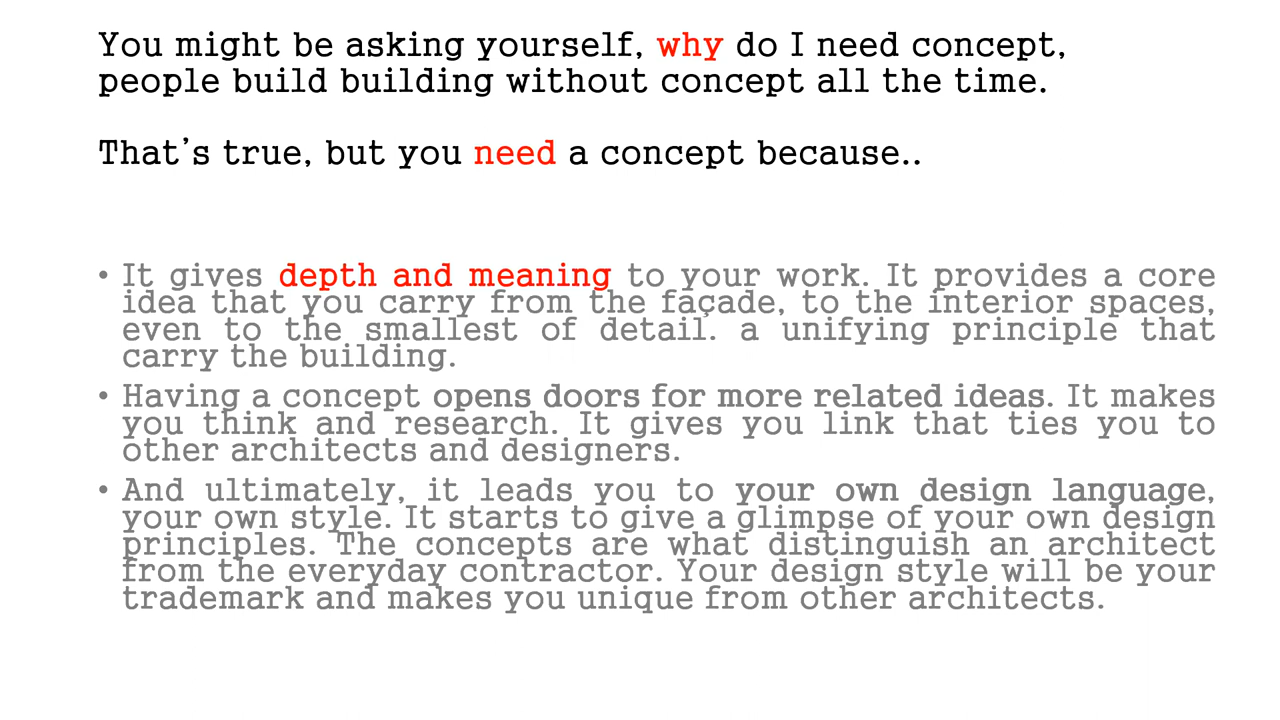 You might be asking yourself, why do I need concept,
people build building without concept all the time.
That's true, but you need a concept because..
• It gives depth and meaning to your work. It provides a core
idea that you carry from the façade, to the interior spaces,
even to the smallest of detail. a unifying principle that
carry the building.
• Having a concept opens doors for more related ideas. It makes
you think and research. It gives you link that ties you to
other architects and designers.
• And ultimately, it leads you to your own design language,
your own style. It starts to give a glimpse of your own design
principles. The concepts are what distinguish an architect
from the everyday contractor. Your design style will be your
trademark and makes you unique from other architects.